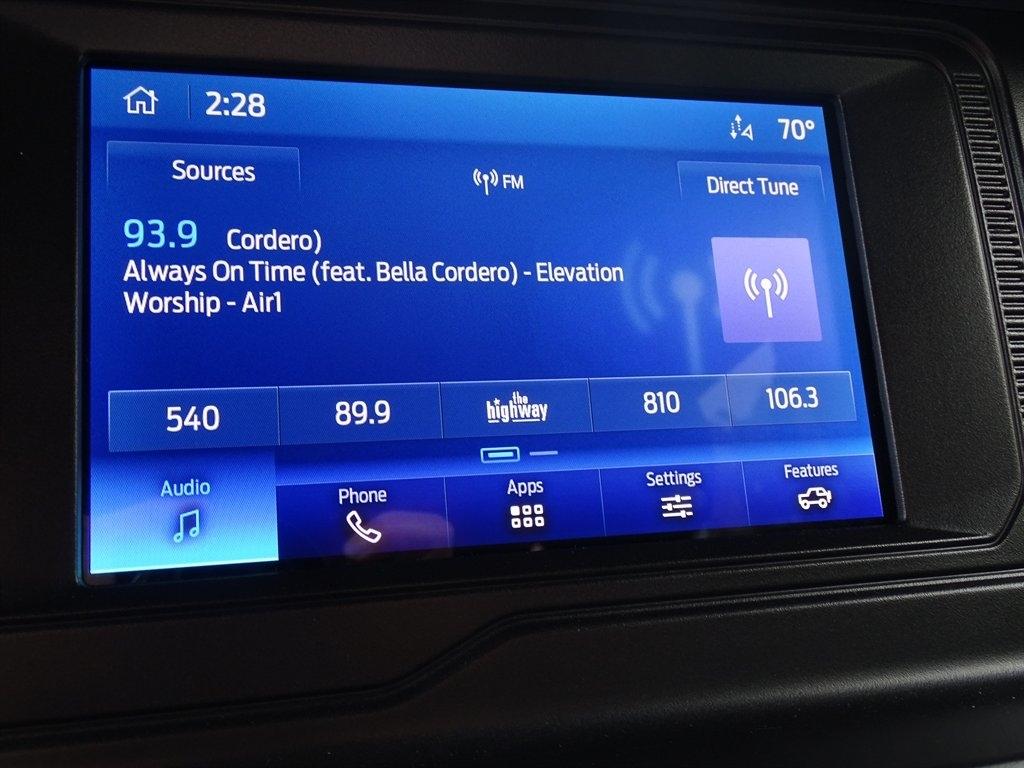 2:28
70°
Sources
FM
Direct Tune
93.9 Cordero)
Always On Time (feat. Bella Cordero) - Elevation
Worship - Air1
540
89.9
the
highway
810
106.3
Audio
Phone
Apps
Settings
Features